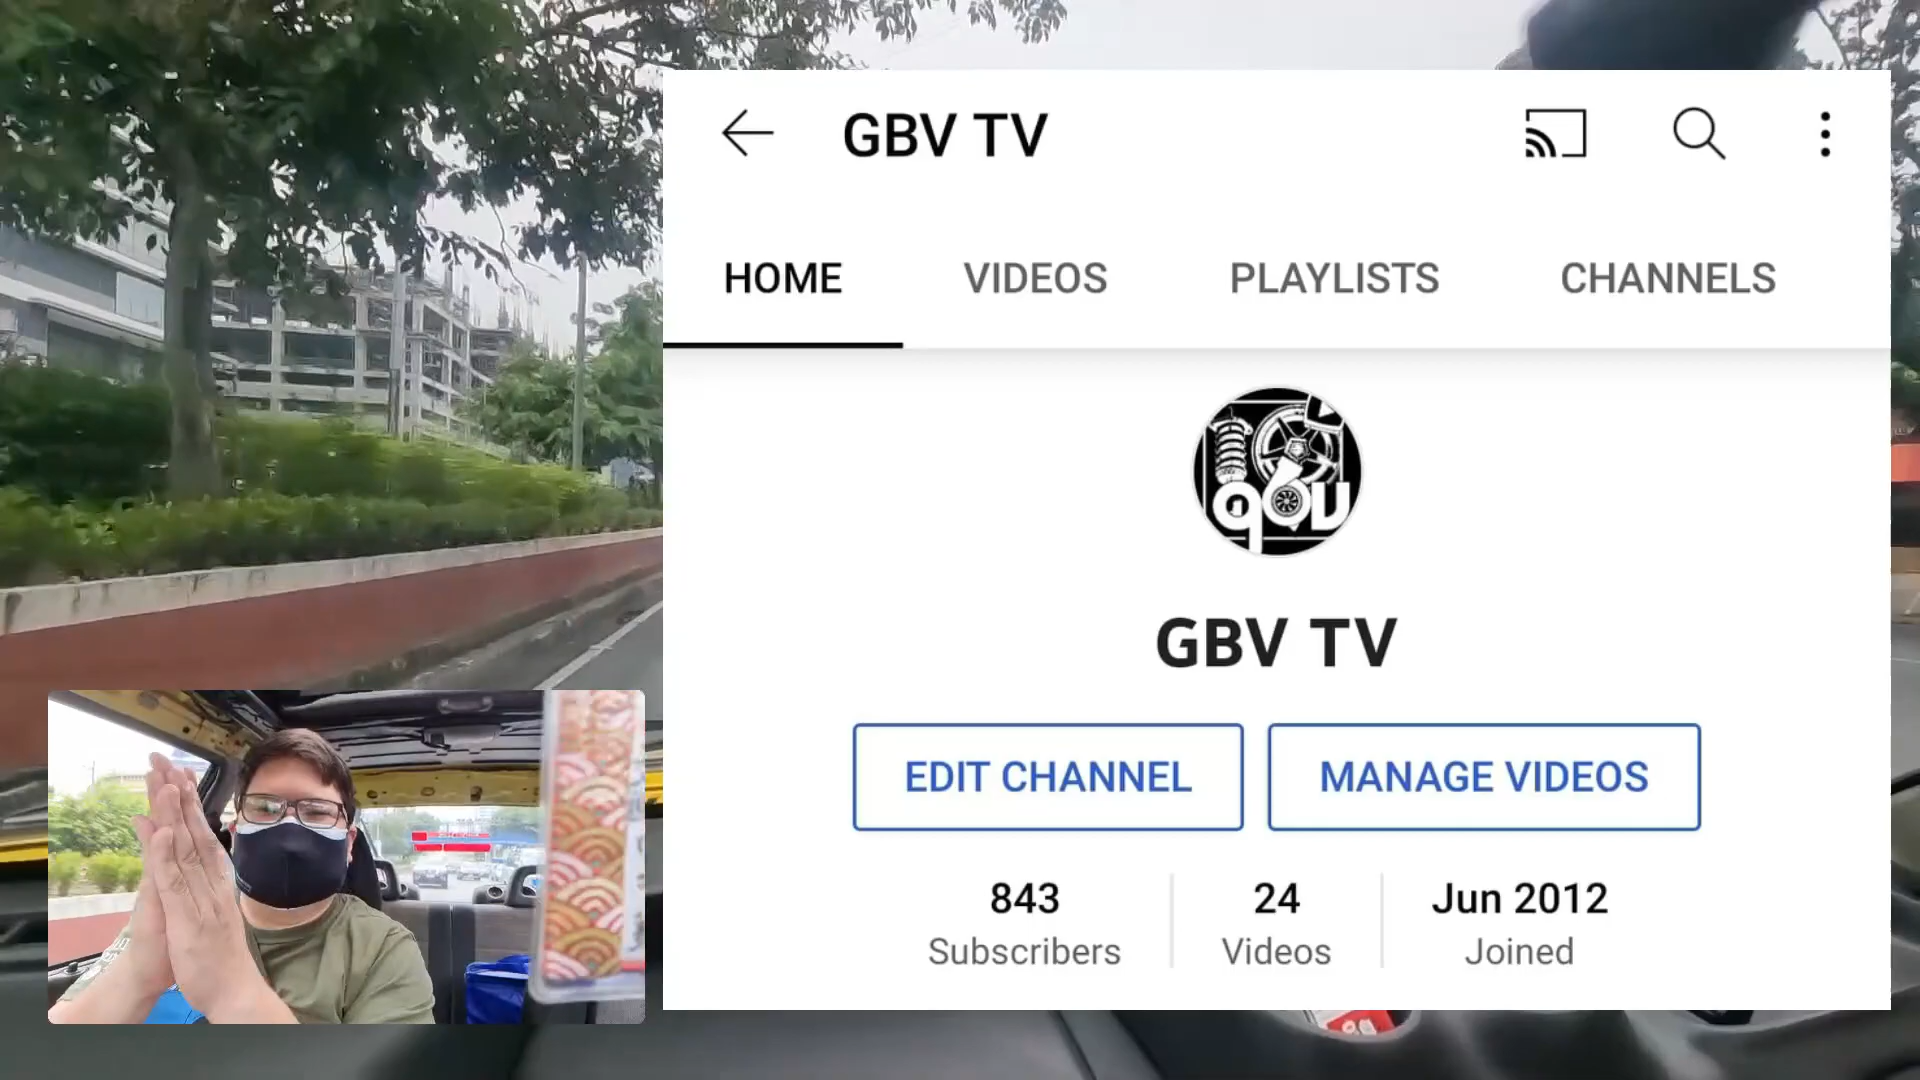 GBV TV
HOME VIDEOS PLAYLISTS CHANNELS
gbv
GBV TV
EDIT CHANNEL MANAGE VIDEOS
843 24 Jun 2012
Subscribers Videos Joined